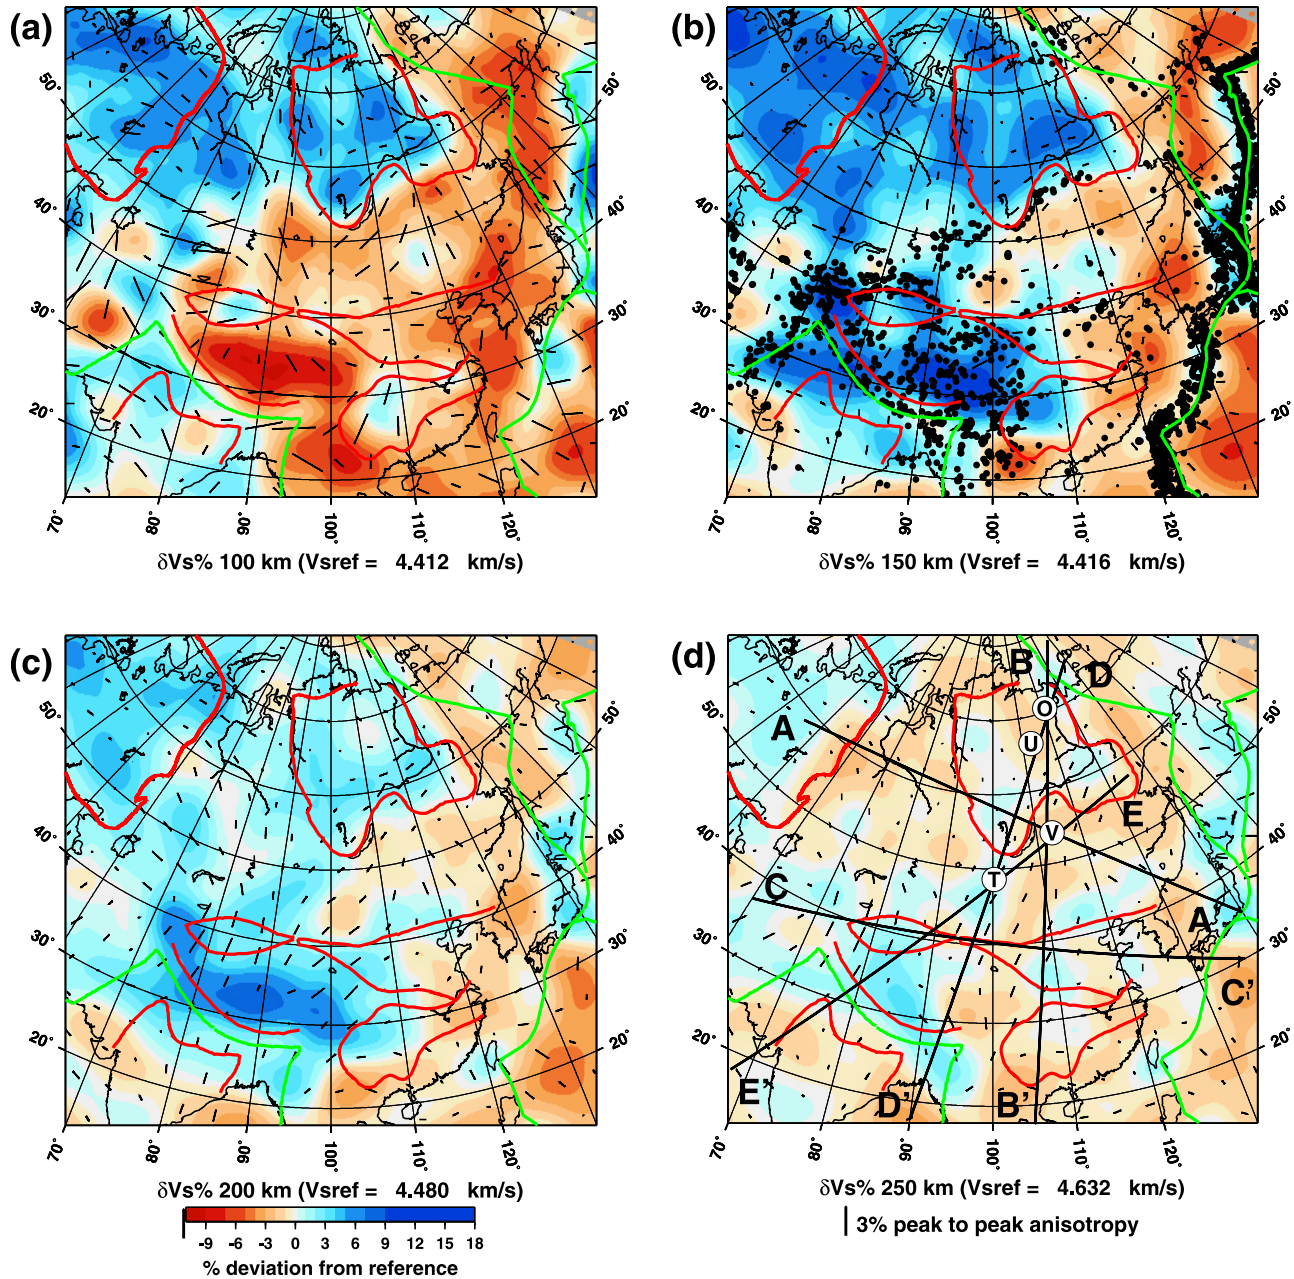 (a)
50°
40°
30°
20°
70°
80°
90°
100°
110°
120°
20°
30°
40°
50°
δVs% 100 km (Vsref = 4.412 km/s)
(b)
50°
40°
30°
20°
70°
80°
90°
100°
110°
120°
20°
30°
40°
50°
δVs% 150 km (Vsref = 4.416 km/s)
(c)
50°
40°
30°
20°
70°
80°
90°
100°
110°
120°
20°
30°
40°
50°
δVs% 200 km (Vsref = 4.480 km/s)
-9 -6 -3 0 3 6 9 12 15 18
% deviation from reference
(d)
B
D
O
A
U
E
V
T
C
A
C'
E'
D'
B'
50°
40°
30°
20°
70°
80°
90°
100°
110°
120°
20°
30°
40°
50°
δVs% 250 km (Vsref = 4.632 km/s)
3% peak to peak anisotropy